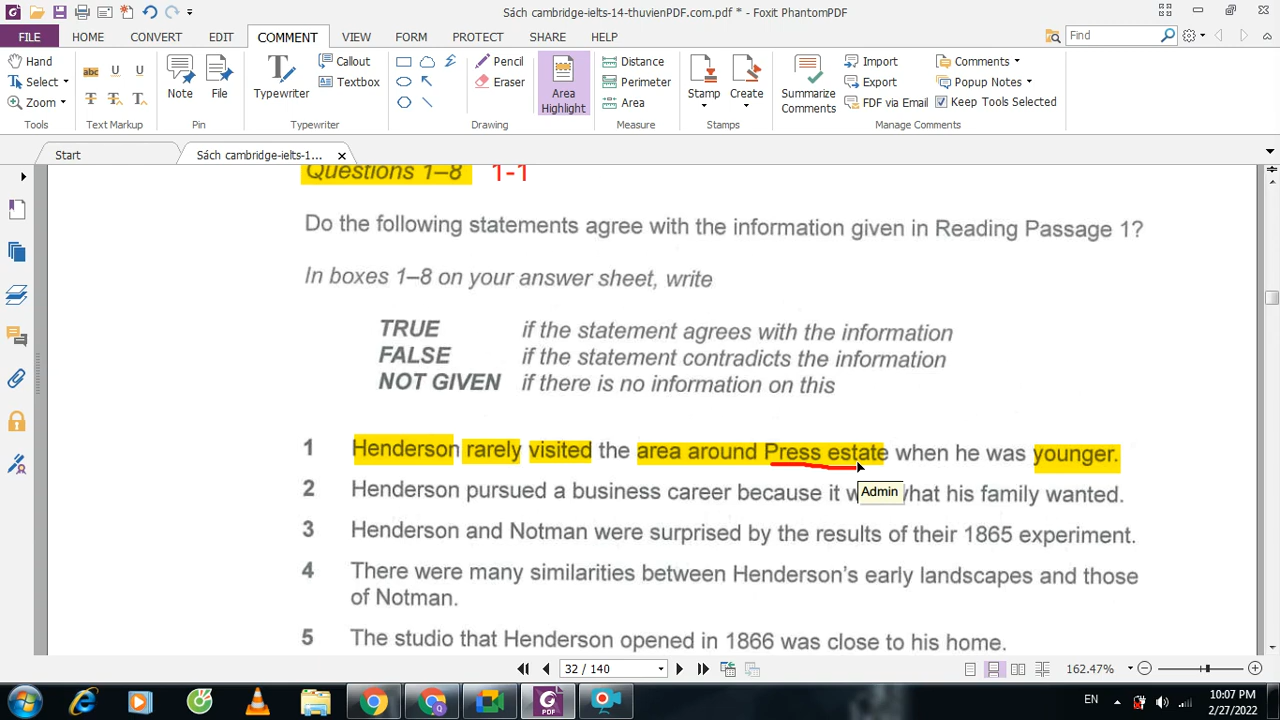 Sách cambridge-ielts-14-thuvienPDF.com.pdf * - Foxit PhantomPDF
FILE HOME CONVERT EDIT COMMENT VIEW FORM PROTECT SHARE HELP Find
Hand Select Zoom Tools
abc U U T T T Text Markup
Note File Pin
Typewriter Callout Textbox Typewriter
Pencil Eraser Drawing
Area Highlight
Distance Perimeter Area Measure
Stamp Create Stamps
Summarize Comments Import Export FDF via Email Comments Popup Notes Keep Tools Selected Manage Comments
Start Sách cambridge-ielts-1...
Questions 1–8 1-1
Do the following statements agree with the information given in Reading Passage 1?
In boxes 1–8 on your answer sheet, write
TRUE if the statement agrees with the information
FALSE if the statement contradicts the information
NOT GIVEN if there is no information on this
1 Henderson rarely visited the area around Press estate when he was younger.
2 Henderson pursued a business career because it w what his family wanted.
Admin
3 Henderson and Notman were surprised by the results of their 1865 experiment.
4 There were many similarities between Henderson's early landscapes and those
of Notman.
5 The studio that Henderson opened in 1866 was close to his home.
32 / 140 162.47%
EN 10:07 PM
2/27/2022